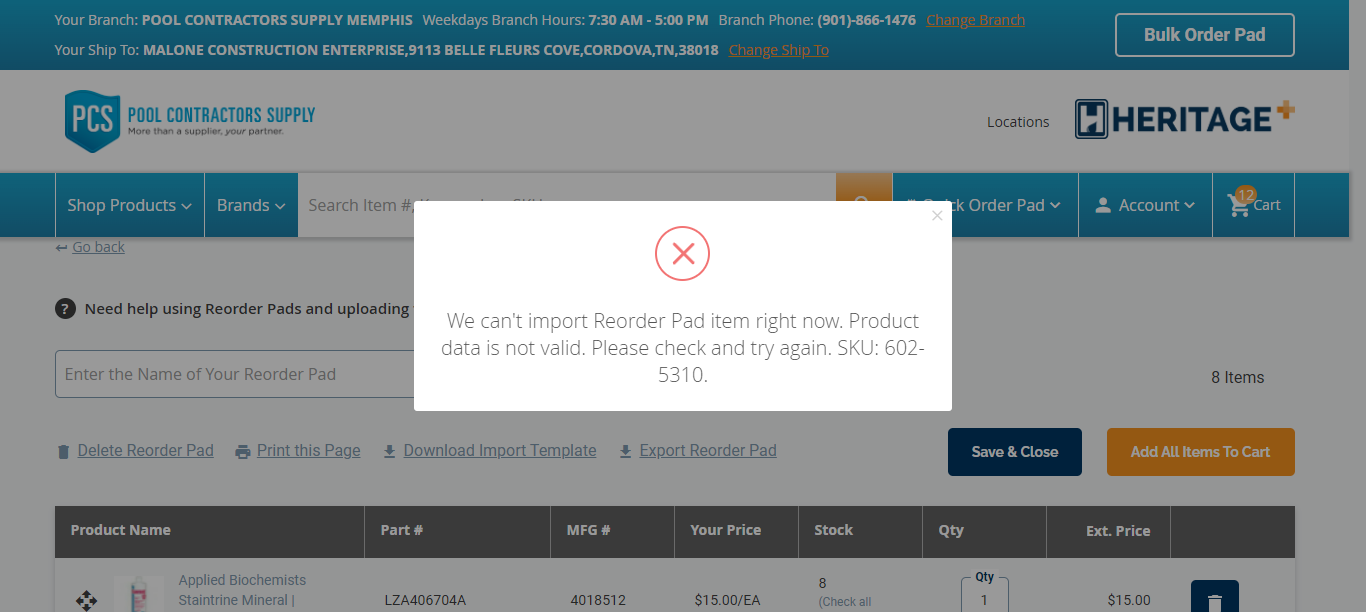 Your Branch: POOL CONTRACTORS SUPPLY MEMPHIS Weekdays Branch Hours: 7:30 AM - 5:00 PM Branch Phone: (901)-866-1476 Change Branch
Your Ship To: MALONE CONSTRUCTION ENTERPRISE,9113 BELLE FLEURS COVE,CORDOVA,TN,38018 Change Ship To
Bulk Order Pad
PCS POOL CONTRACTORS SUPPLY
More than a supplier, your partner.
Locations
H HERITAGE+
Shop Products Brands Search Item #, Order Pad Account 12 Cart
Go back
×
Need help using Reorder Pads and uploading
We can't import Reorder Pad item right now. Product
data is not valid. Please check and try again. SKU: 602-
5310.
Enter the Name of Your Reorder Pad
8 Items
Delete Reorder Pad Print this Page Download Import Template Export Reorder Pad Save & Close Add All Items To Cart
Product Name Part # MFG # Your Price Stock Qty Ext. Price
Applied Biochemists
Staintrine Mineral |
LZA406704A 4018512 $15.00/EA
8
(Check all
Qty
1
$15.00